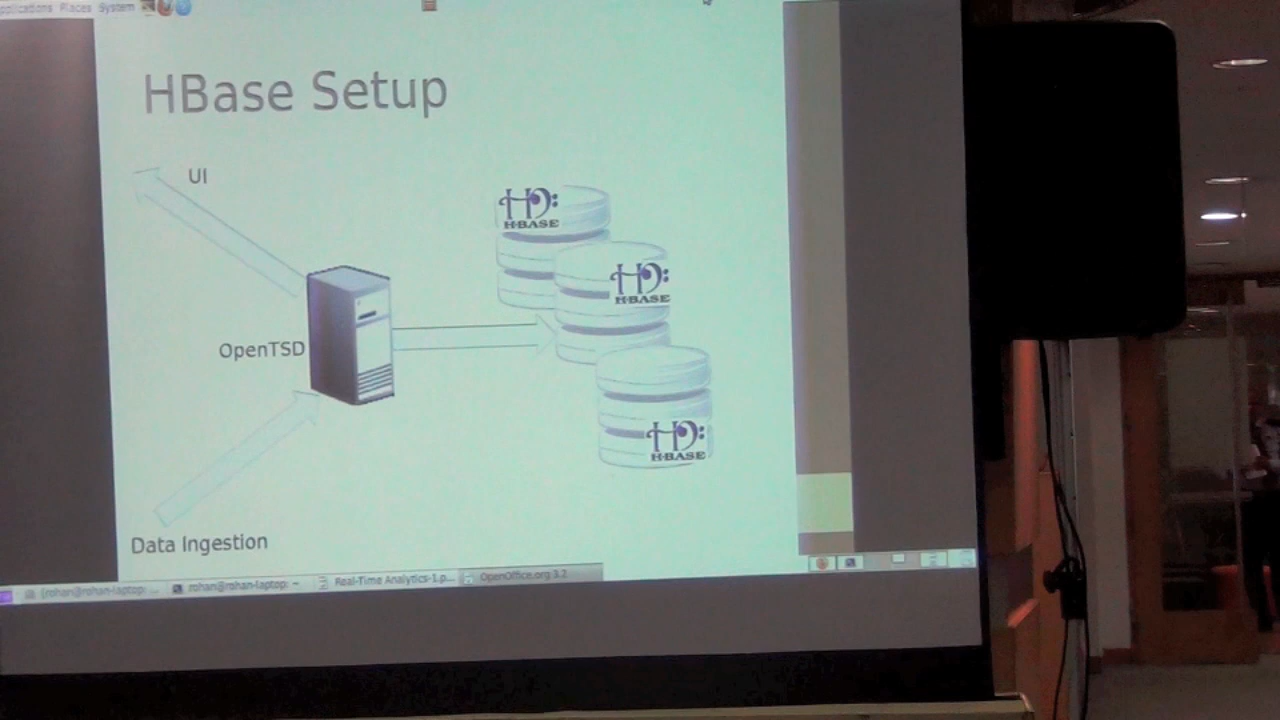 Applications Places System
HBase Setup
UI
H-BASE
H-BASE
OpenTSD
H-BASE
Data Ingestion
(rohan@rohan-laptop: ...
rohan@rohan-laptop: ~
Real-Time Analytics-1.p...
OpenOffice.org 3.2